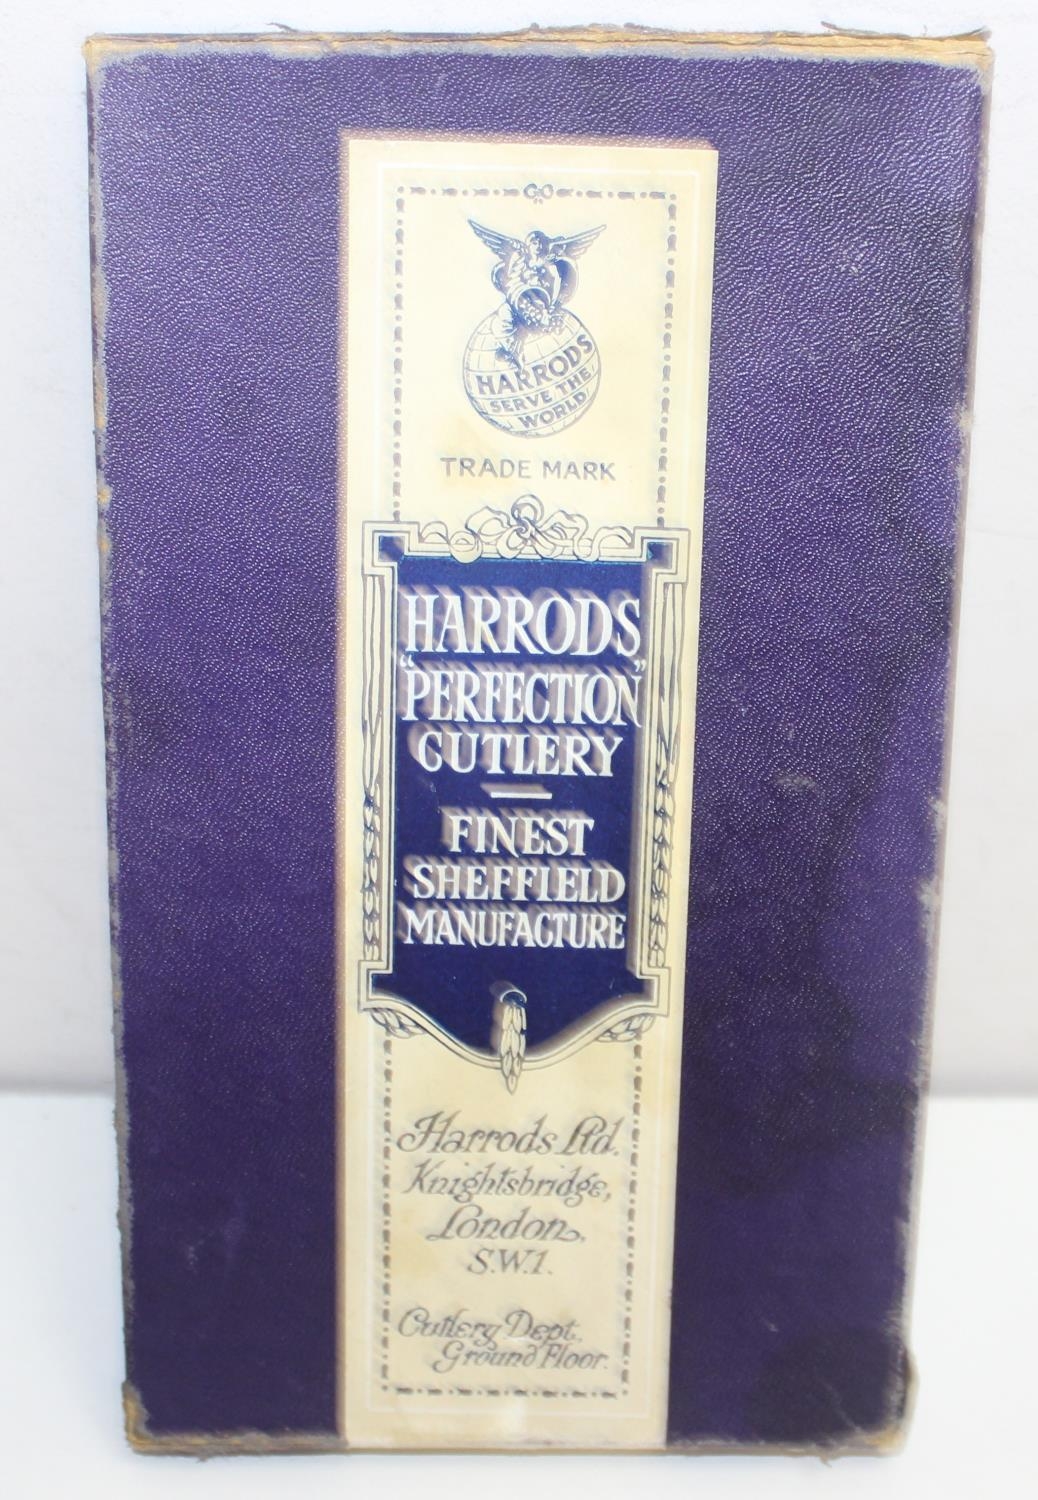 HARRODS
SERVE THE
WORLD
TRADE MARK
HARRODS
"PERFECTION"
CUTLERY
FINEST
SHEFFIELD
MANUFACTURE
Harrods Ltd.
Knightsbridge,
London,
S.W.1.
Cutlery Dept.,
Ground Floor.